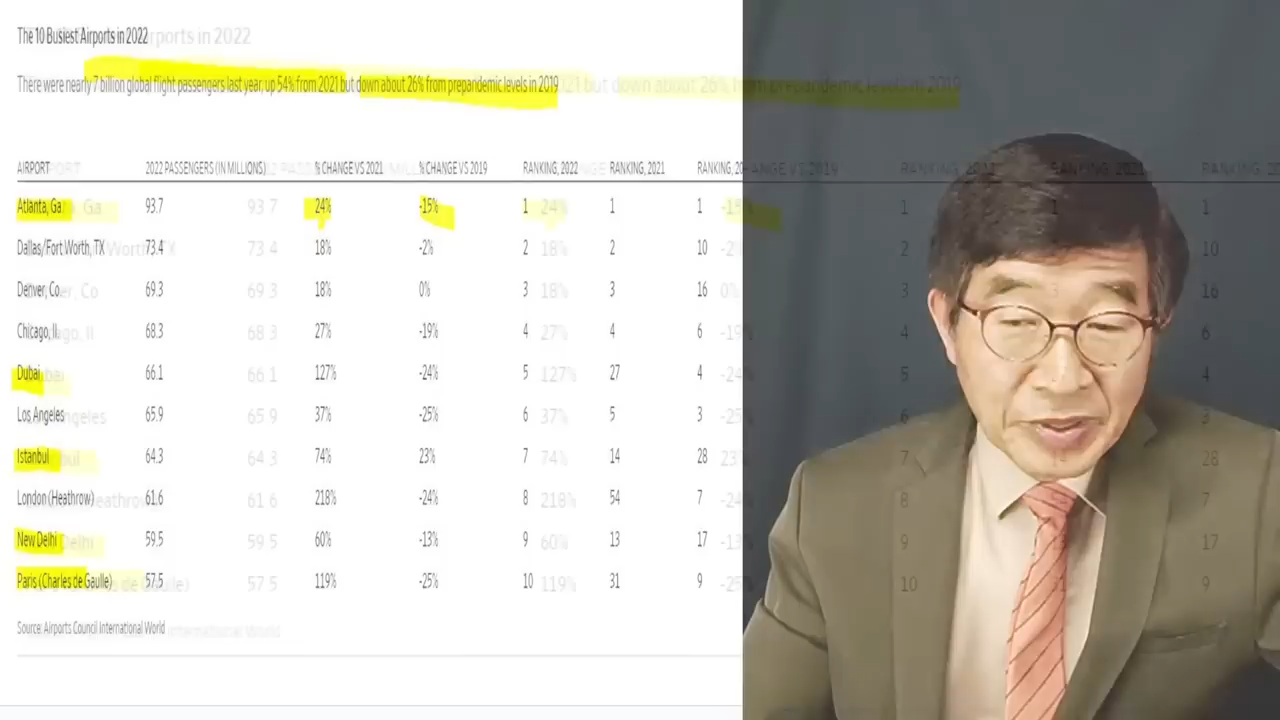 The 10 Busiest Airports in 2022
There were nearly 7 billion global flight passengers last year, up 54% from 2021 but down about 26% from prepandemic levels in 2019
AIRPORT 2022 PASSENGERS (IN MILLIONS) % CHANGE VS 2021 % CHANGE VS 2019 RANKING, 2022 RANKING, 2021 RANKING, 20
Atlanta, Ga 93.7 24% -15% 1 1 1
Dallas/Fort Worth, TX 73.4 18% -2% 2 2 10
Denver, Co 69.3 18% 0% 3 3 16
Chicago, Il 68.3 27% -19% 4 4 6
Dubai 66.1 127% -24% 5 27 4
Los Angeles 65.9 37% -25% 6 5 3
Istanbul 64.3 74% 23% 7 14 28
London (Heathrow) 61.6 218% -24% 8 54 7
New Delhi 59.5 60% -13% 9 13 17
Paris (Charles de Gaulle) 57.5 119% -25% 10 31 9
Source: Airports Council International World